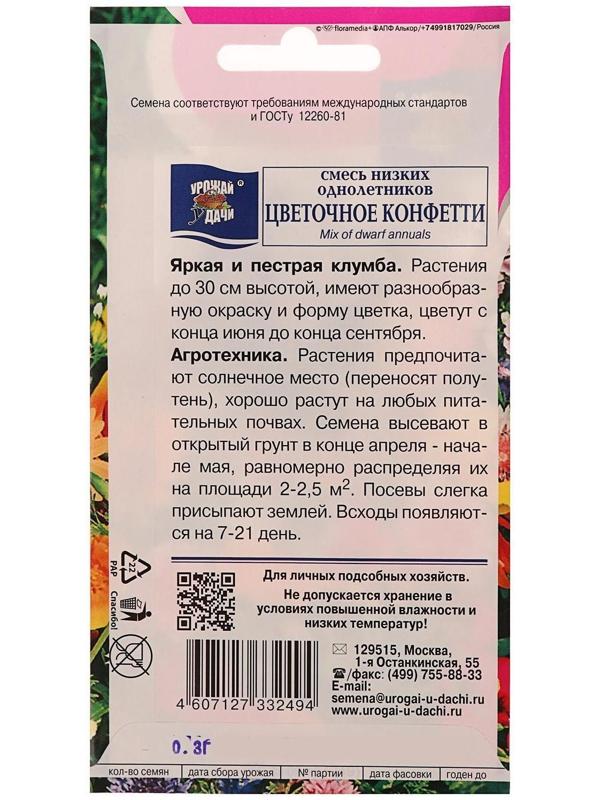 © floramedia+ АПФ Алькор/+74991817029/Россия
Семена соответствуют требованиям международных стандартов
и ГОСТу 12260-81
УРОЖАЙ ®
У
ДАЧИ
СМЕСЬ НИЗКИХ
ОДНОЛЕТНИКОВ
ЦВЕТОЧНОЕ КОНФЕТТИ
Mix of dwarf annuals
Яркая и пестрая клумба. Растения
до 30 см высотой, имеют разнообраз-
ную окраску и форму цветка, цветут с
конца июня до конца сентября.
Агротехника. Растения предпочита-
ют солнечное место (переносят полу-
тень), хорошо растут на любых пита-
тельных почвах. Семена высевают в
открытый грунт в конце апреля - нача-
ле мая, равномерно распределяя их
на площади 2-2,5 м². Посевы слегка
присыпают землей. Всходы появляют-
ся на 7-21 день.
22
PAP
Спасибо!
Для личных подсобных хозяйств.
Не допускается хранение в
условиях повышенной влажности и
низких температур!
129515, Москва,
1-я Останкинская, 55
/факс: (499) 755-88-33
E-mail:
semena@urogai-u-dachi.ru
www.urogai-u-dachi.ru
4 607127 332494
0.3Г
кол-во семян
дата сбора урожая
№ партии
дата фасовки
годен до